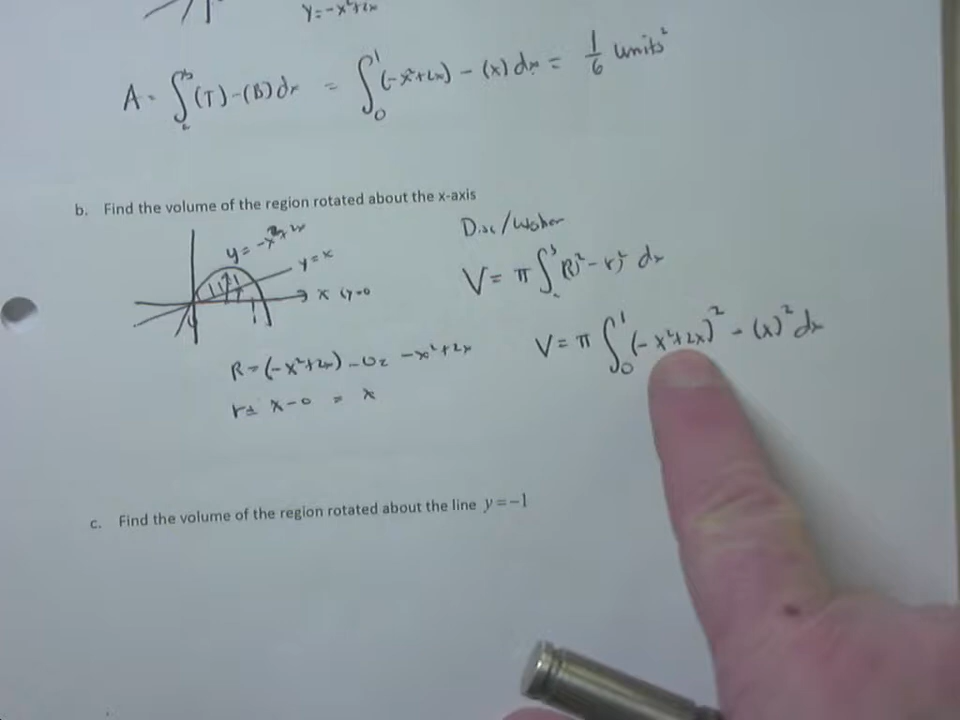 y=-x²+2x
A = ∫(T)-(B)dx = ∫₀¹(-x²+2x) - (x) dx = 1/6 units²
b. Find the volume of the region rotated about the x-axis
Disc/Washer
y=-x²+2x
y=x
x (y=0
V = π∫ R)² - r)² dx
V = π ∫₀¹ (-x²+2x)² - (x)² dx
R=(-x²+2x)-0= -x²+2x
r= x-0 = x
c. Find the volume of the region rotated about the line y=-1